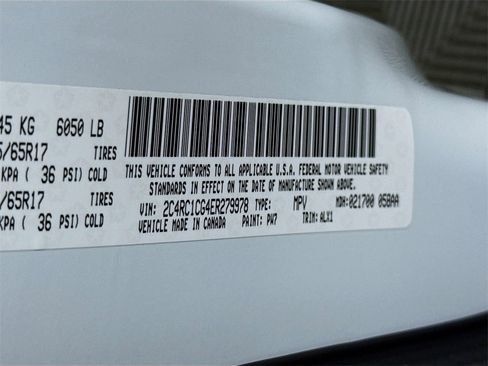 45 KG 6050 LB
/65R17 TIRES
KPA ( 36 PSI) COLD
/65R17 TIRES
KPA ( 36 PSI) COLD
THIS VEHICLE CONFORMS TO ALL APPLICABLE U.S.A. FEDERAL MOTOR VEHICLE SAFETY
STANDARDS IN EFFECT ON THE DATE OF MANUFACTURE SHOWN ABOVE.
VIN: 2C4RC1CG4ER279978 TYPE: MPV MDH: 021700 058AA
VEHICLE MADE IN CANADA PAINT: PW7 TRIM: ALX1